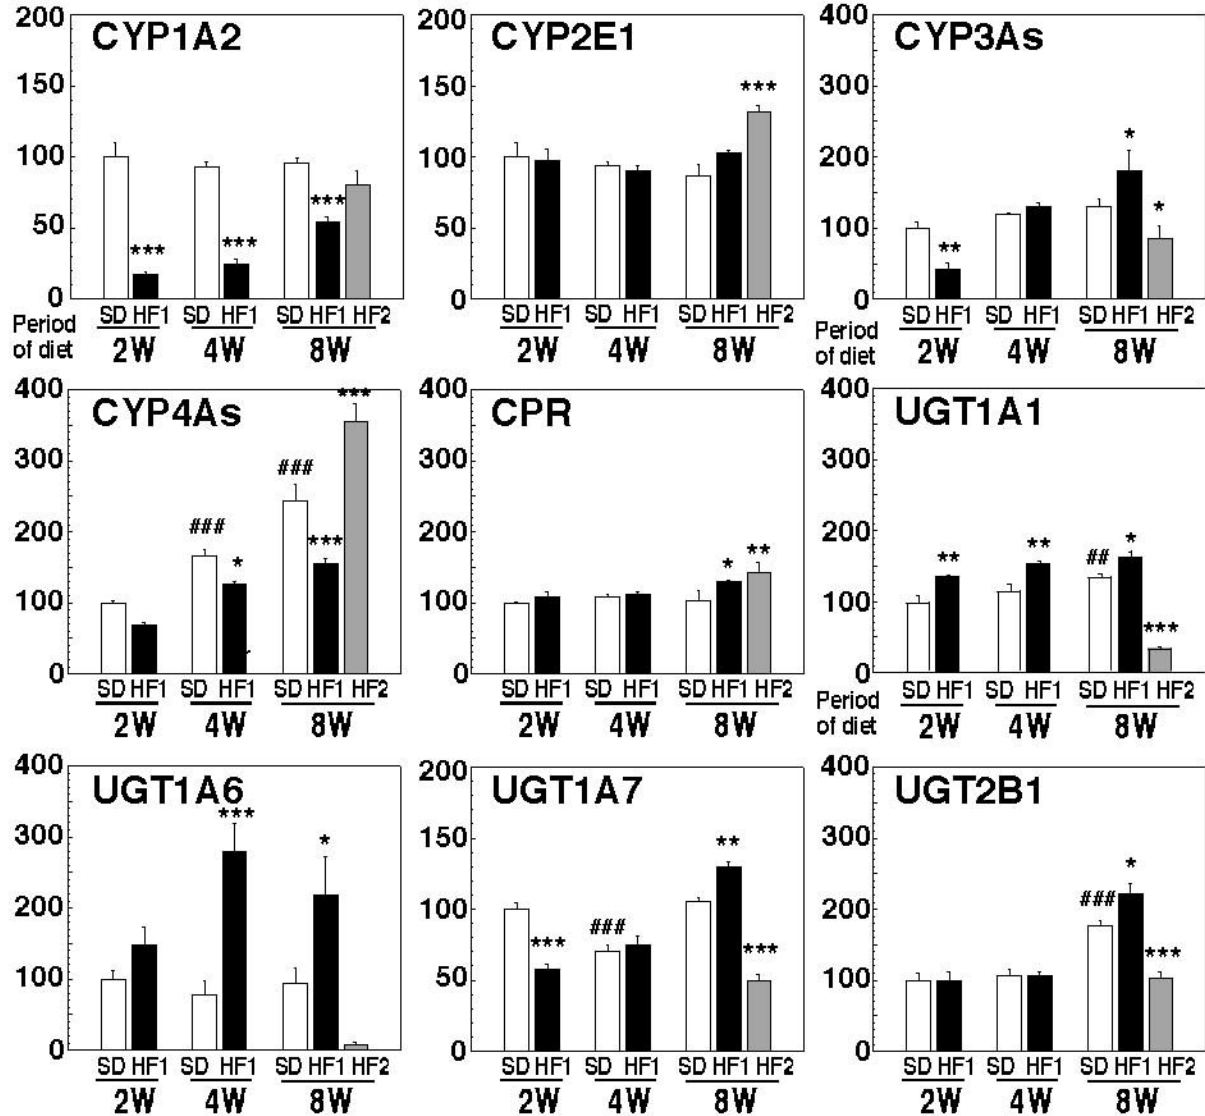 CYP1A2
200
150
100
50
0
***
***
***
SD HF1 SD HF1 SD HF1 HF2
Period
of diet
2W 4W 8W
CYP2E1
200
150
100
50
0
***
SD HF1 SD HF1 SD HF1 HF2
2W 4W 8W
CYP3As
400
300
200
100
0
**
*
*
SD HF1 SD HF1 SD HF1 HF2
Period
of diet
2W 4W 8W
CYP4As
400
300
200
100
0
###
*
###
***
***
SD HF1 SD HF1 SD HF1 HF2
2W 4W 8W
CPR
400
300
200
100
0
*
**
SD HF1 SD HF1 SD HF1 HF2
2W 4W 8W
UGT1A1
400
300
200
100
0
**
**
##
*
***
SD HF1 SD HF1 SD HF1 HF2
Period
of diet
2W 4W 8W
UGT1A6
400
300
200
100
0
***
*
SD HF1 SD HF1 SD HF1 HF2
2W 4W 8W
UGT1A7
200
150
100
50
0
***
###
**
***
SD HF1 SD HF1 SD HF1 HF2
2W 4W 8W
UGT2B1
400
300
200
100
0
###
*
***
SD HF1 SD HF1 SD HF1 HF2
2W 4W 8W